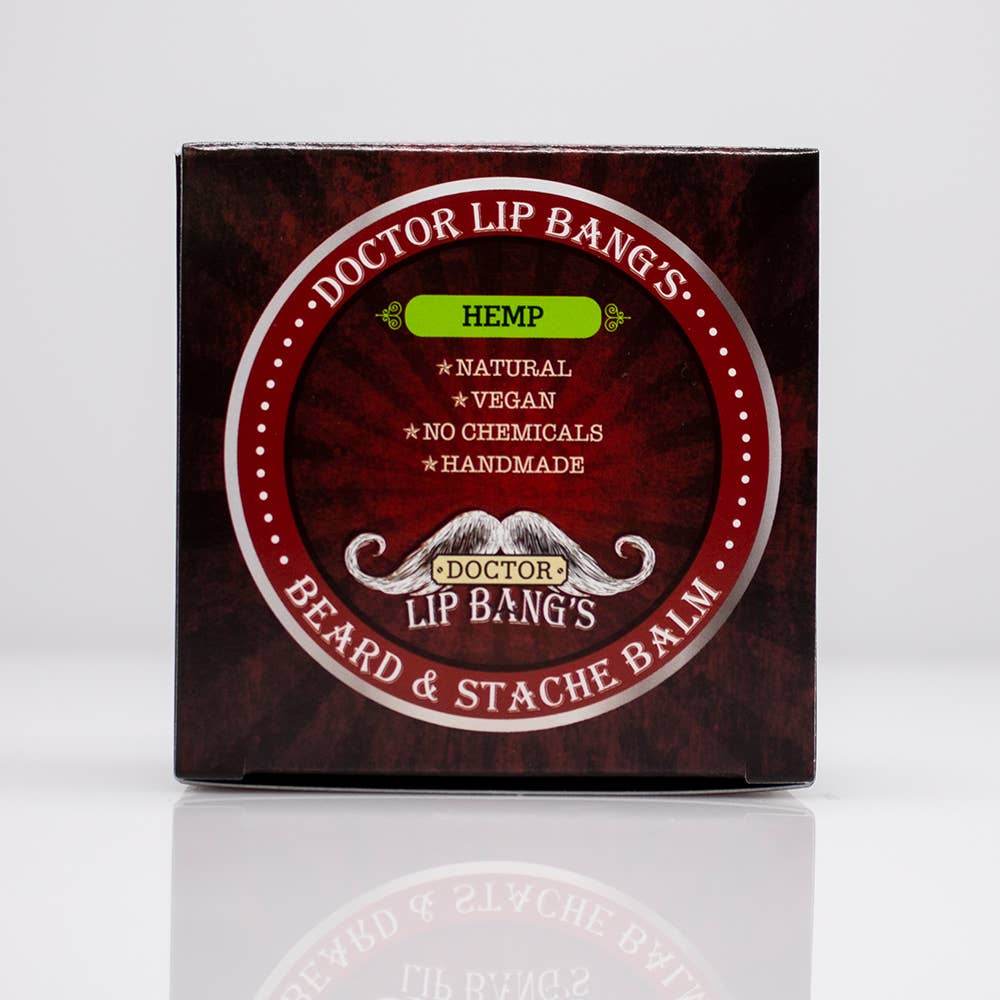 DOCTOR LIP BANG'S
HEMP
NATURAL
VEGAN
NO CHEMICALS
HANDMADE
DOCTOR
LIP BANG'S
BEARD & STACHE BALM